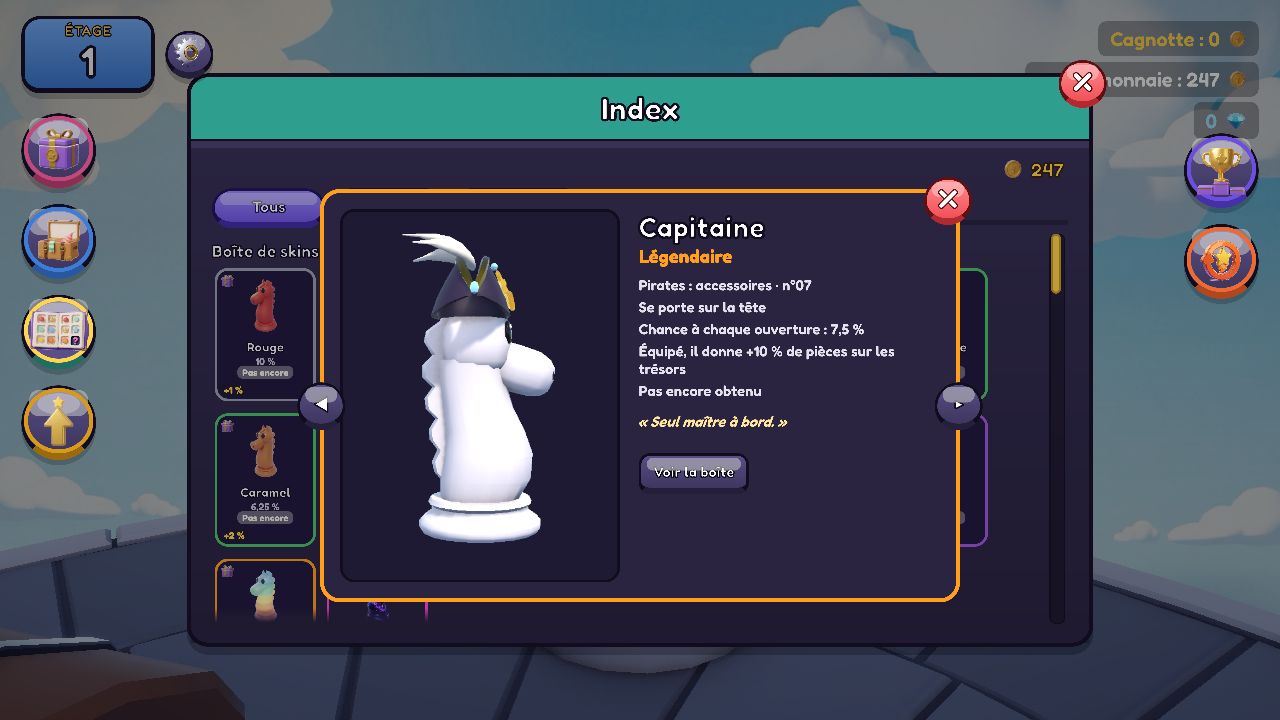 ÉTAGE
1
Cagnotte : 0
onnaie : 247
0
Index
247
Tous
Boîte de skins
Rouge
10 %
Pas encore
+1 %
Caramel
6,25 %
Pas encore
+2 %
Capitaine
Légendaire
Pirates : accessoires · n°07
Se porte sur la tête
Chance à chaque ouverture : 7,5 %
Équipé, il donne +10 % de pièces sur les
trésors
Pas encore obtenu
« Seul maître à bord. »
Voir la boîte